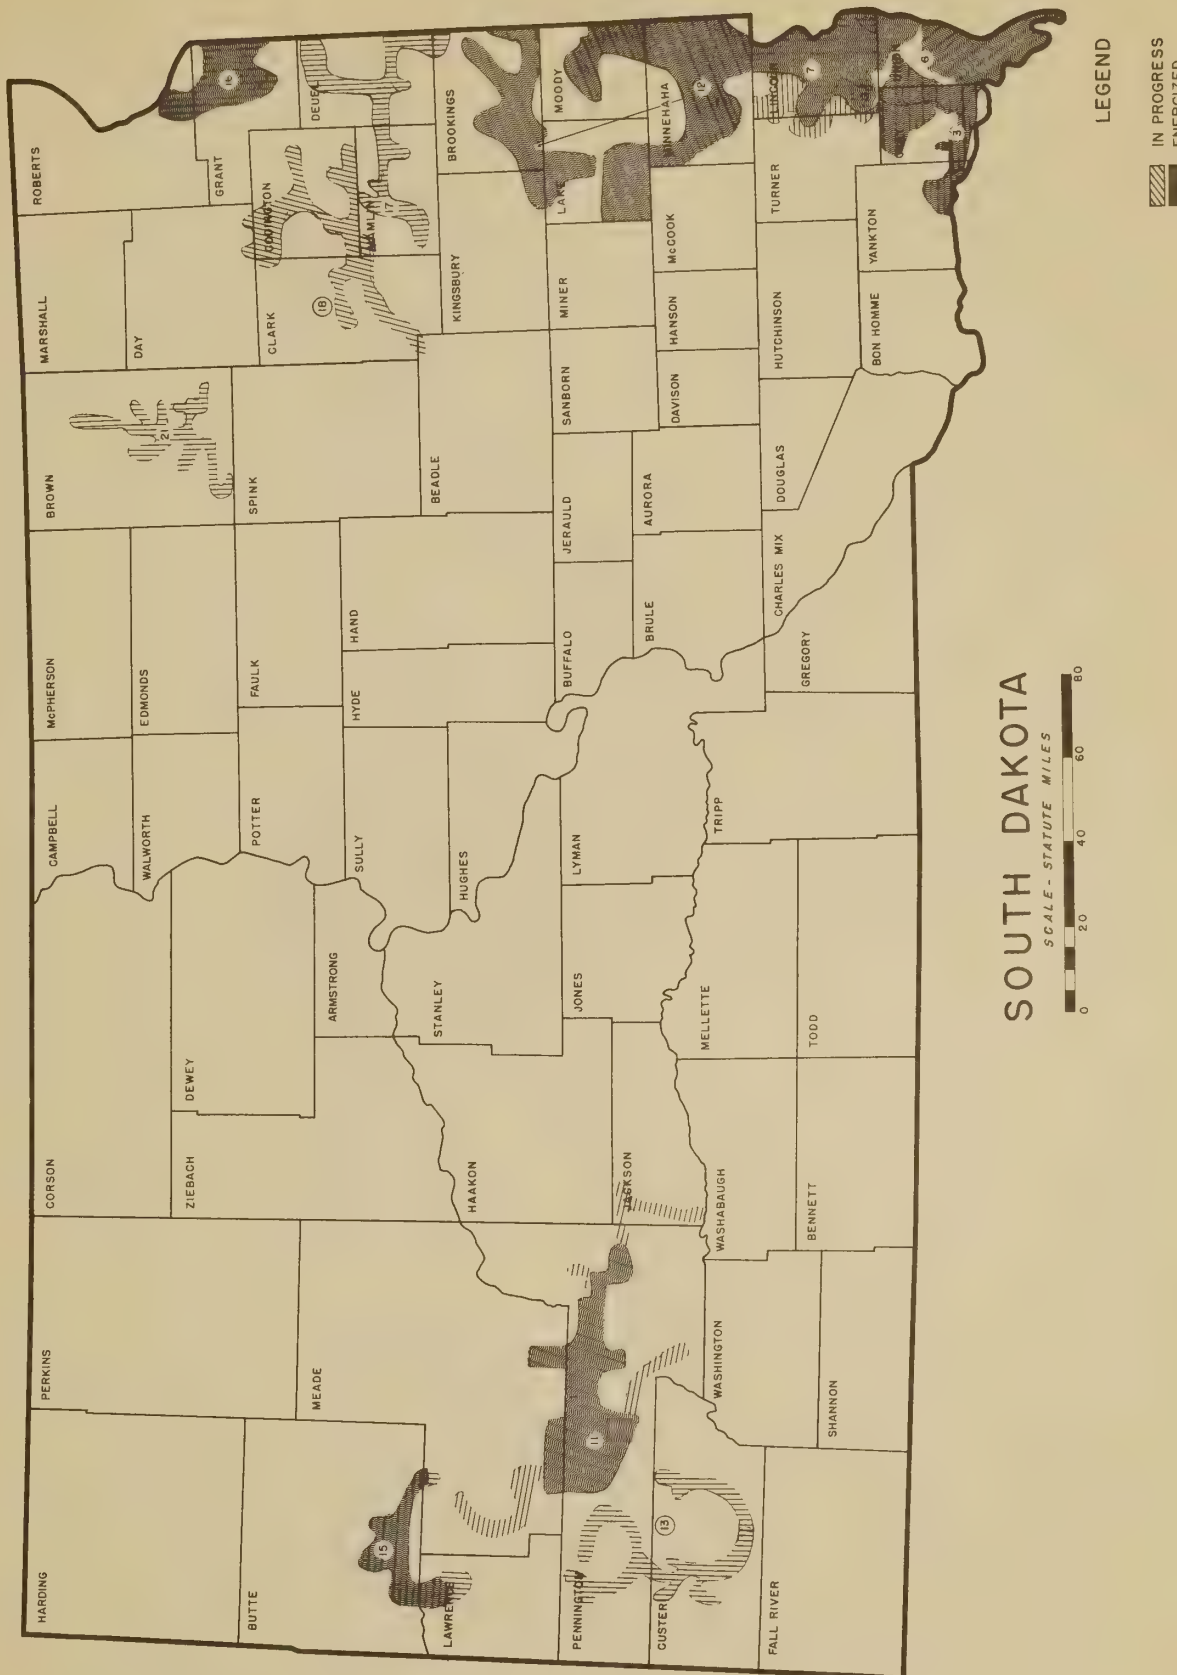 HARDING
PERKINS
CORSON
CAMPBELL
McPHERSON
BROWN
MARSHALL
ROBERTS
WALWORTH
EDMONDS
DAY
GRANT
16
21
BUTTE
MEADE
ZIEBACH
DEWEY
POTTER
FAULK
SPINK
CLARK
18
CODINGTON
DEUEL
ARMSTRONG
SULLY
HYDE
HAND
HAMLIN
17
15
LAWRENCE
HAAKON
STANLEY
HUGHES
BEADLE
KINGSBURY
BROOKINGS
PENNINGTON
11
JACKSON
JONES
LYMAN
BUFFALO
JERAULD
SANBORN
MINER
LAKE
MOODY
CUSTER
13
WASHINGTON
WASHABAUGH
MELLETTE
TRIPP
BRULE
AURORA
DAVISON
HANSON
McCOOK
MINNEHAHA
12
FALL RIVER
SHANNON
BENNETT
TODD
GREGORY
CHARLES MIX
DOUGLAS
HUTCHINSON
TURNER
LINCOLN
7
BON HOMME
YANKTON
3
6
SOUTH DAKOTA
SCALE - STATUTE MILES
0 20 40 60 80
LEGEND
IN PROGRESS
ENERGIZED